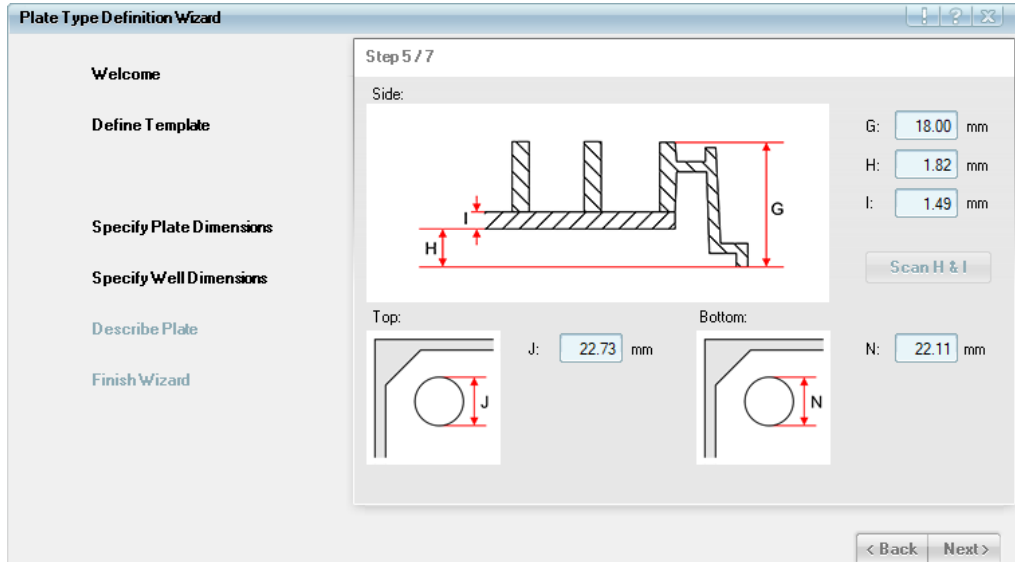 Plate Type Definition Wizard
! ? X
Welcome
Define Template
Specify Plate Dimensions
Specify Well Dimensions
Describe Plate
Finish Wizard
Step 5 / 7
Side:
I
H
G
G: 18.00 mm
H: 1.82 mm
I: 1.49 mm
Scan H & I
Top:
J
J: 22.73 mm
Bottom:
N
N: 22.11 mm
< Back Next >